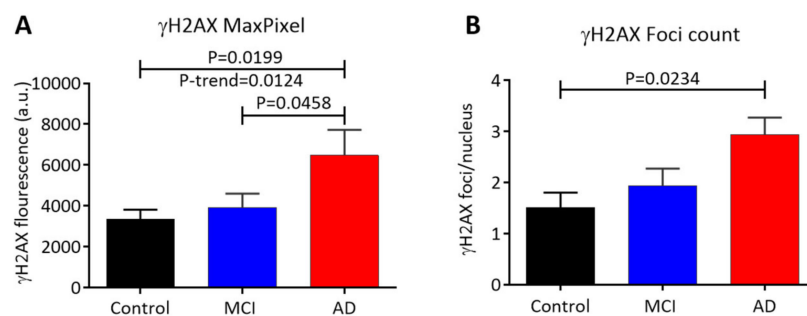 A
γH2AX MaxPixel
P=0.0199
P-trend=0.0124
P=0.0458
γH2AX flourescence (a.u.)
10000
8000
6000
4000
2000
0
Control MCI AD
B
γH2AX Foci count
P=0.0234
γH2AX foci/nucleus
4
3
2
1
0
Control MCI AD